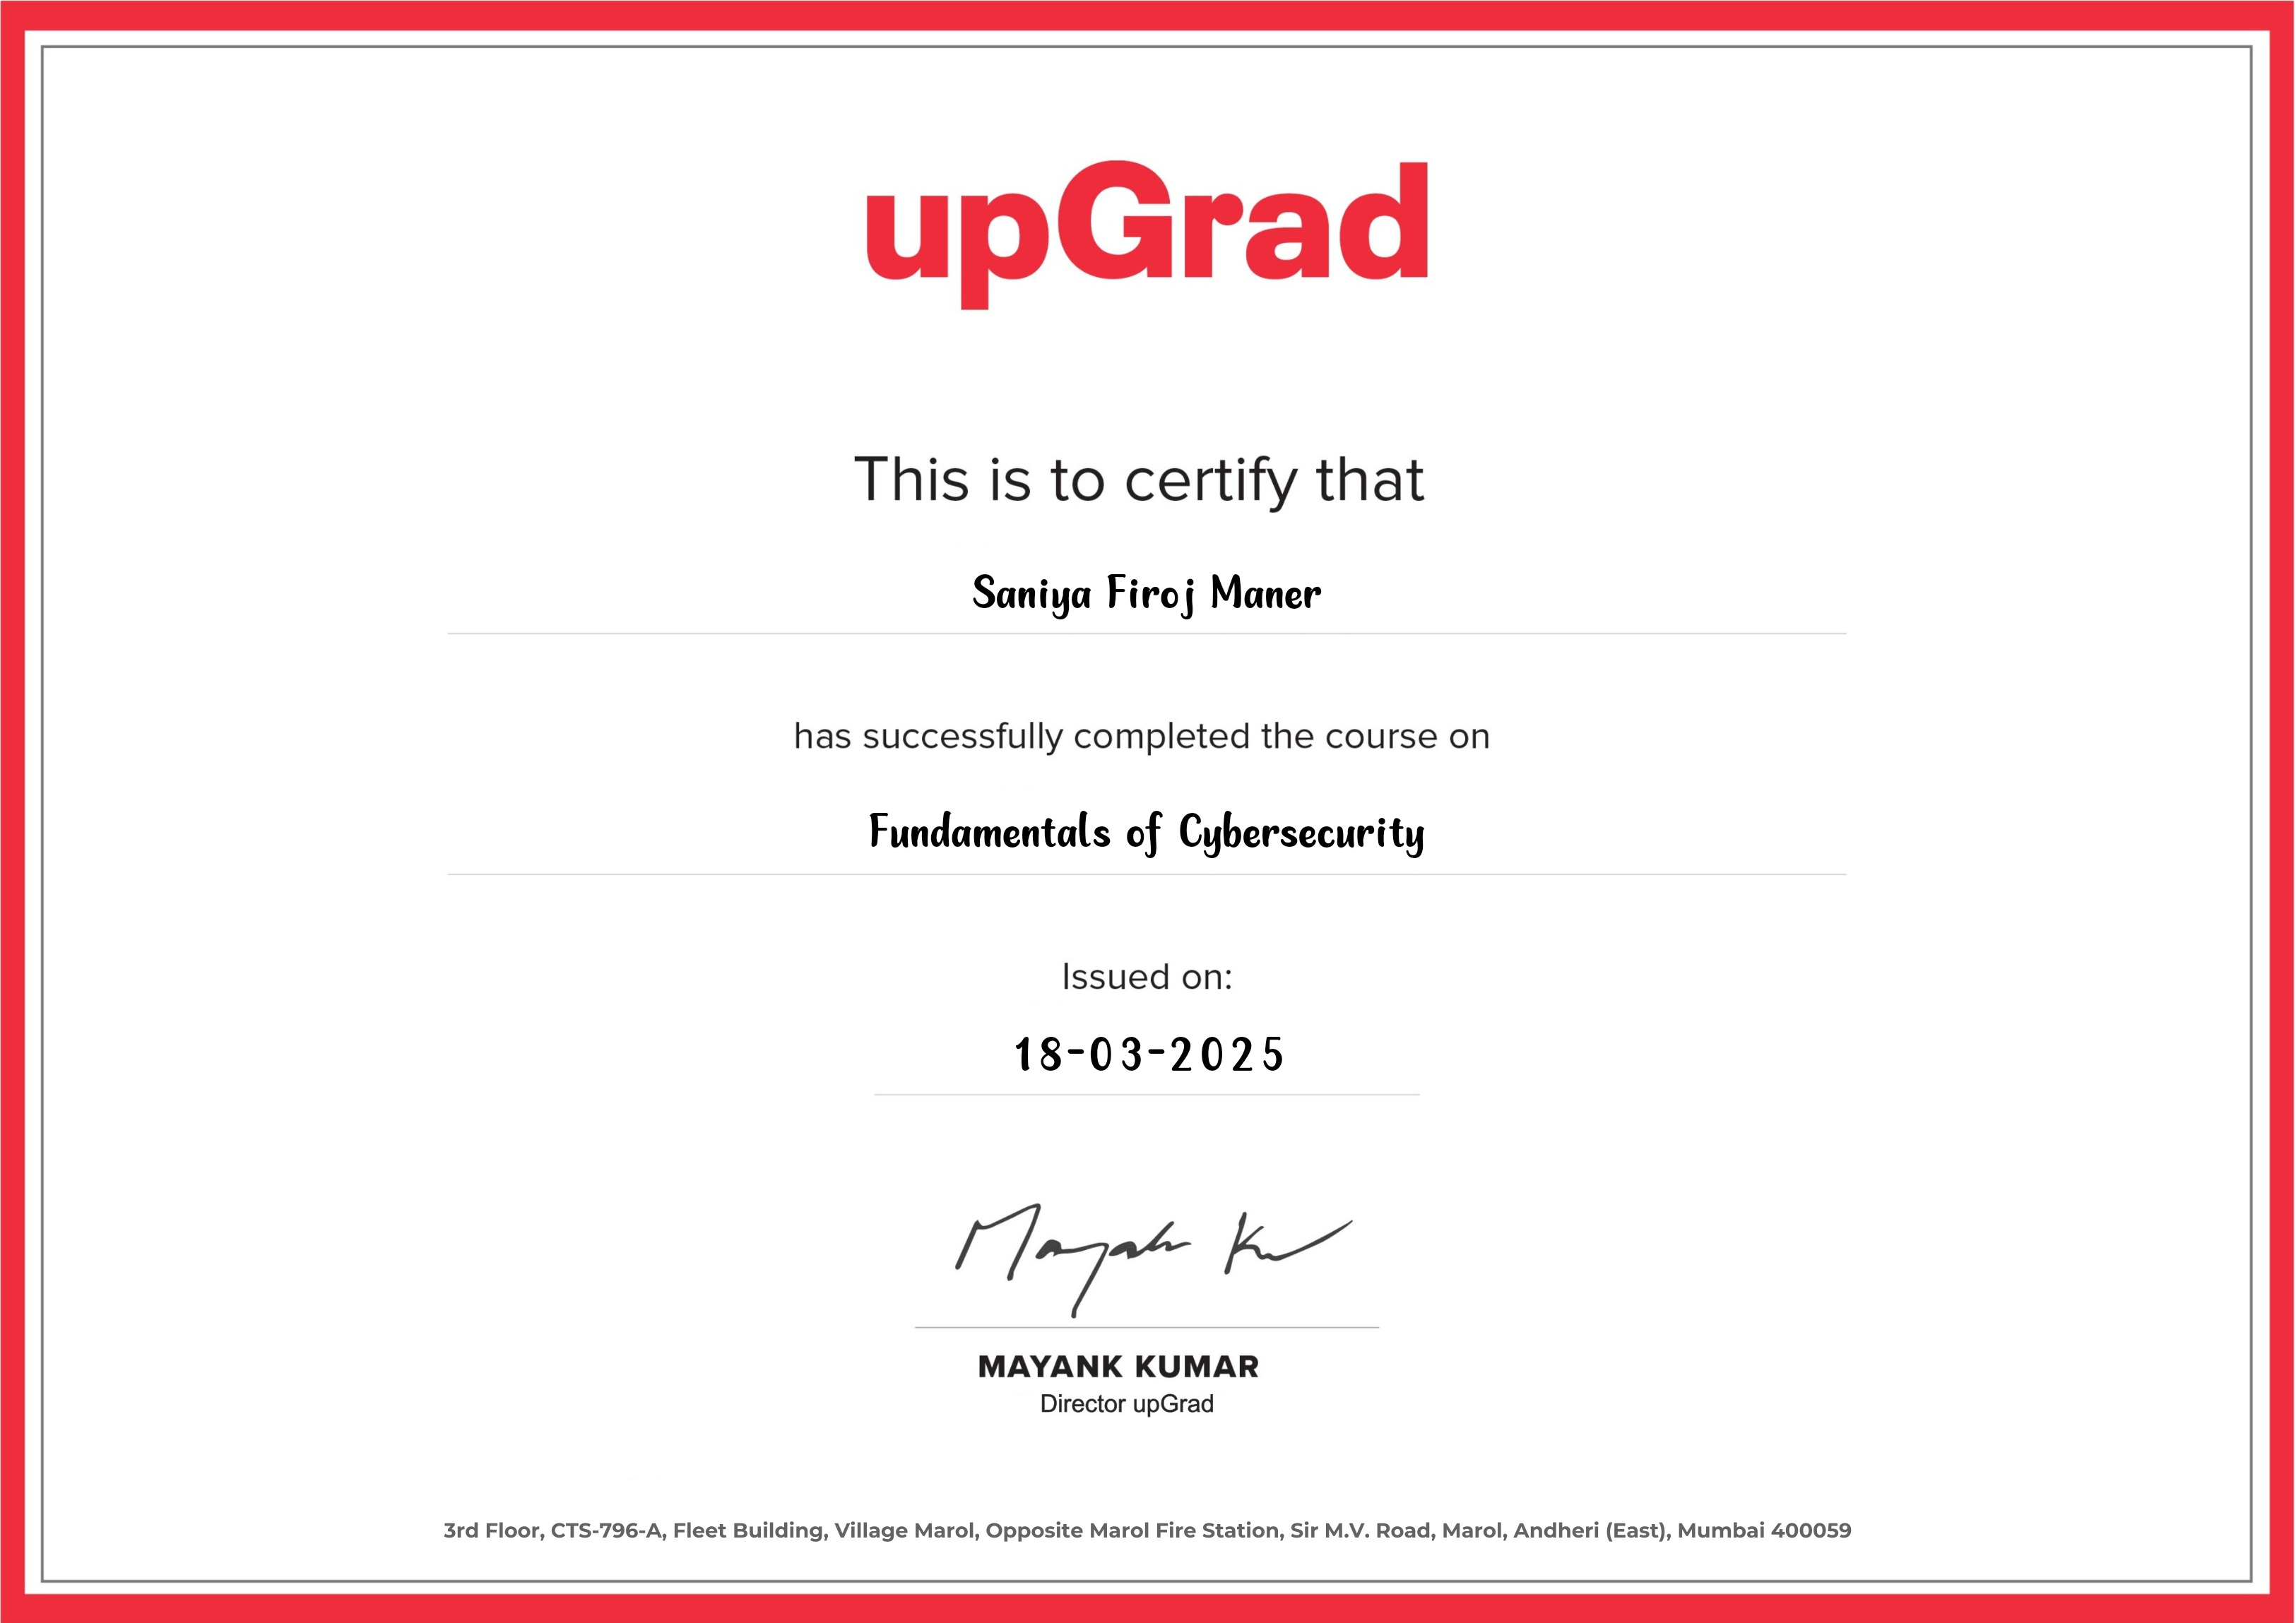 upGrad
This is to certify that
Saniya Firoj Maner
has successfully completed the course on
Fundamentals of Cybersecurity
Issued on:
18-03-2025
Mayank K
MAYANK KUMAR
Director upGrad
3rd Floor, CTS-796-A, Fleet Building, Village Marol, Opposite Marol Fire Station, Sir M.V. Road, Marol, Andheri (East), Mumbai 400059